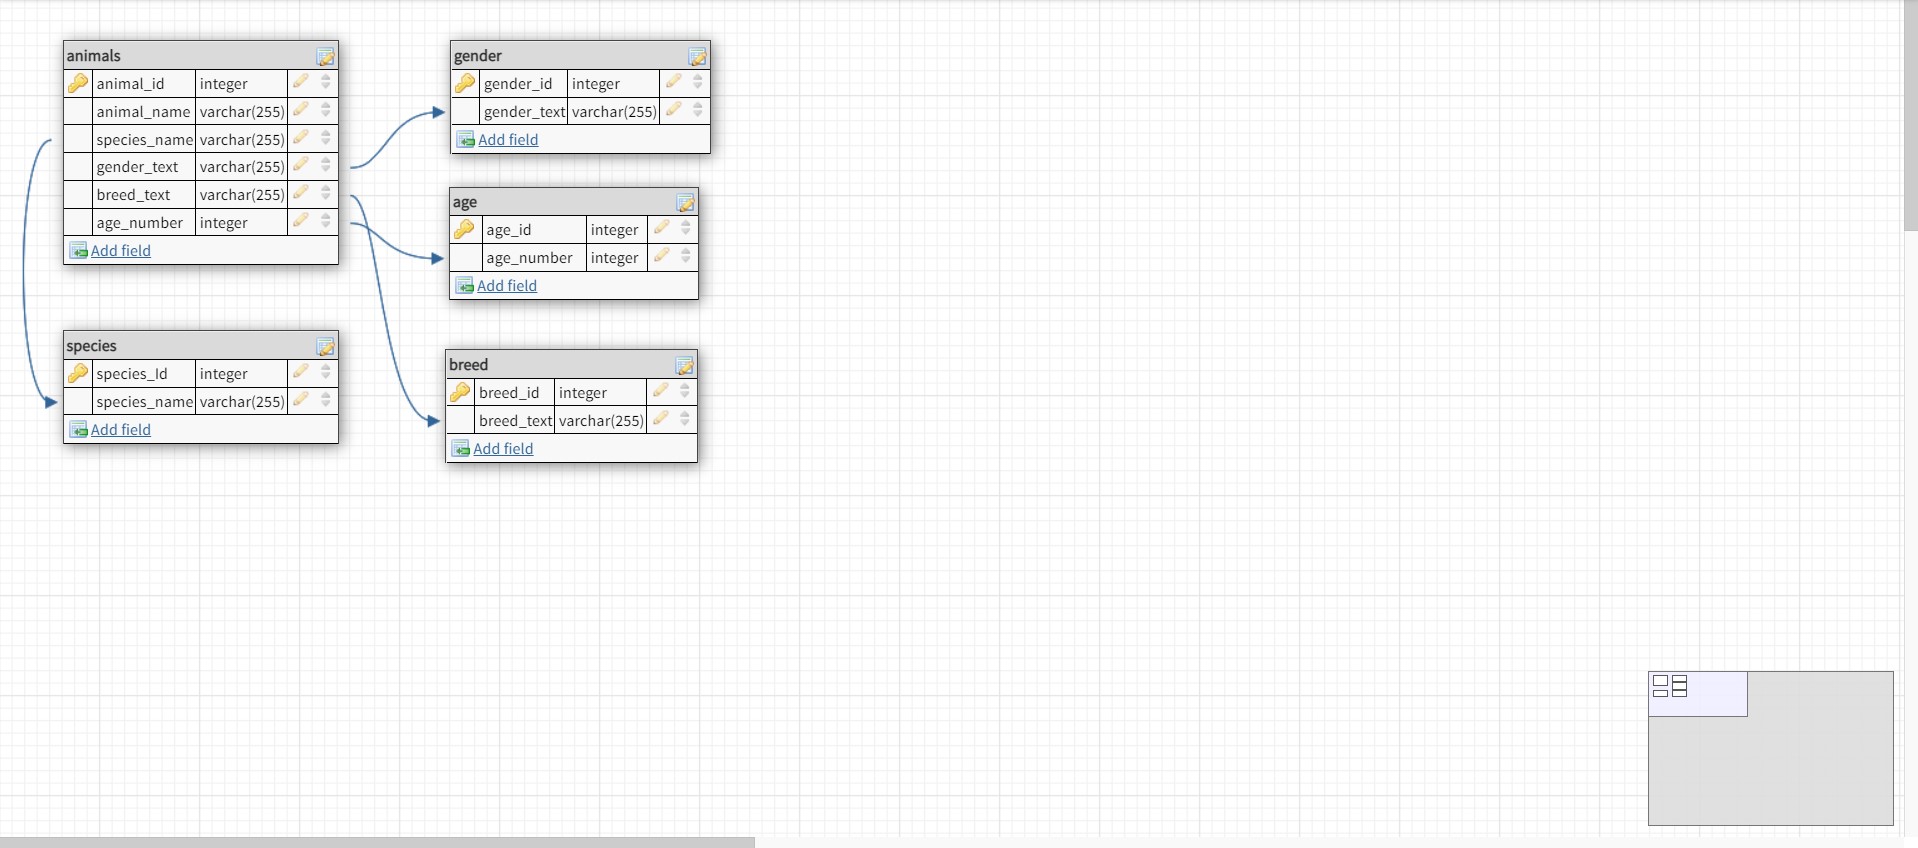 animals
animal_id integer
animal_name varchar(255)
species_name varchar(255)
gender_text varchar(255)
breed_text varchar(255)
age_number integer
Add field
species
species_Id integer
species_name varchar(255)
Add field
gender
gender_id integer
gender_text varchar(255)
Add field
age
age_id integer
age_number integer
Add field
breed
breed_id integer
breed_text varchar(255)
Add field